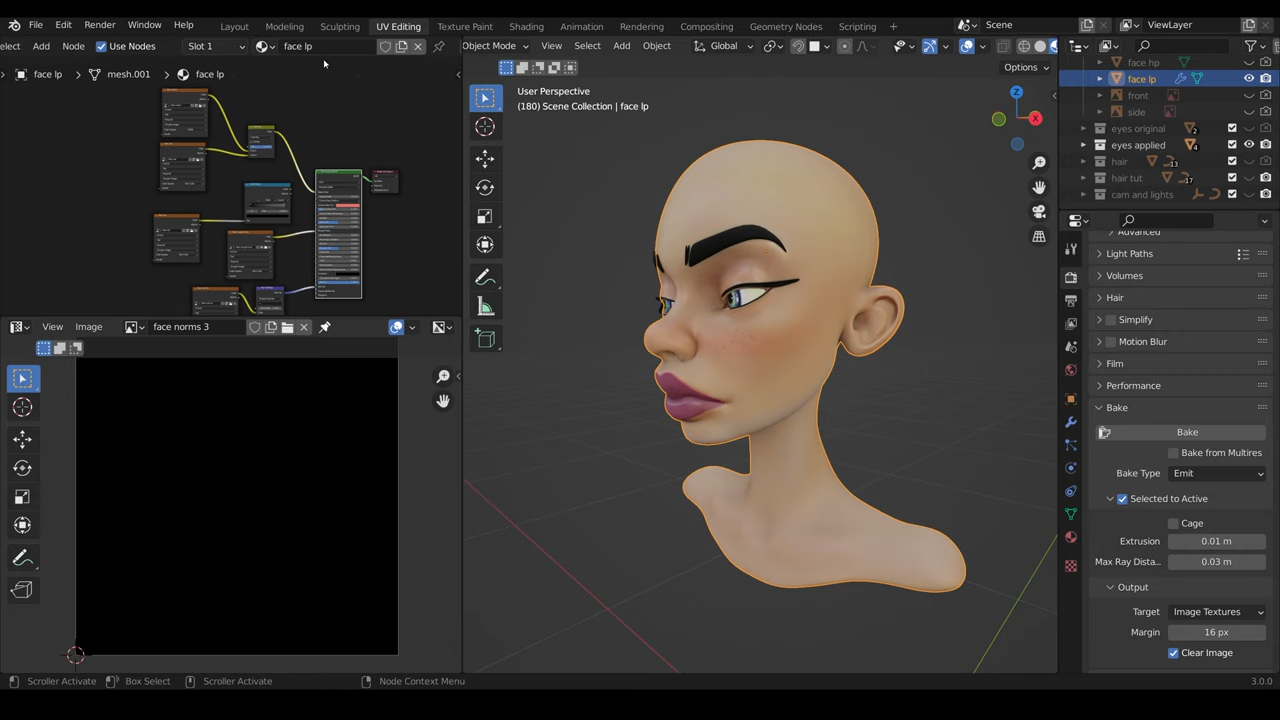 File Edit Render Window Help Layout Modeling Sculpting UV Editing Texture Paint Shading Animation Rendering Compositing Geometry Nodes Scripting Scene ViewLayer
elect Add Node Use Nodes Slot 1 face lp
Object Mode View Select Add Object Global
Options
face lp mesh.001 face lp
User Perspective
(180) Scene Collection | face lp
Z
X
face hp
face lp
front
side
eyes original 2
eyes applied 4
hair 13
hair tut 17
cam and lights
Advanced
Light Paths
Volumes
Hair
Simplify
Motion Blur
Film
Performance
Bake
Bake
Bake from Multires
Bake Type Emit
Selected to Active
Cage
Extrusion 0.01 m
Max Ray Dista... 0.03 m
Output
Target Image Textures
Margin 16 px
Clear Image
View Image face norms 3
Scroller Activate Box Select Scroller Activate Node Context Menu 3.0.0